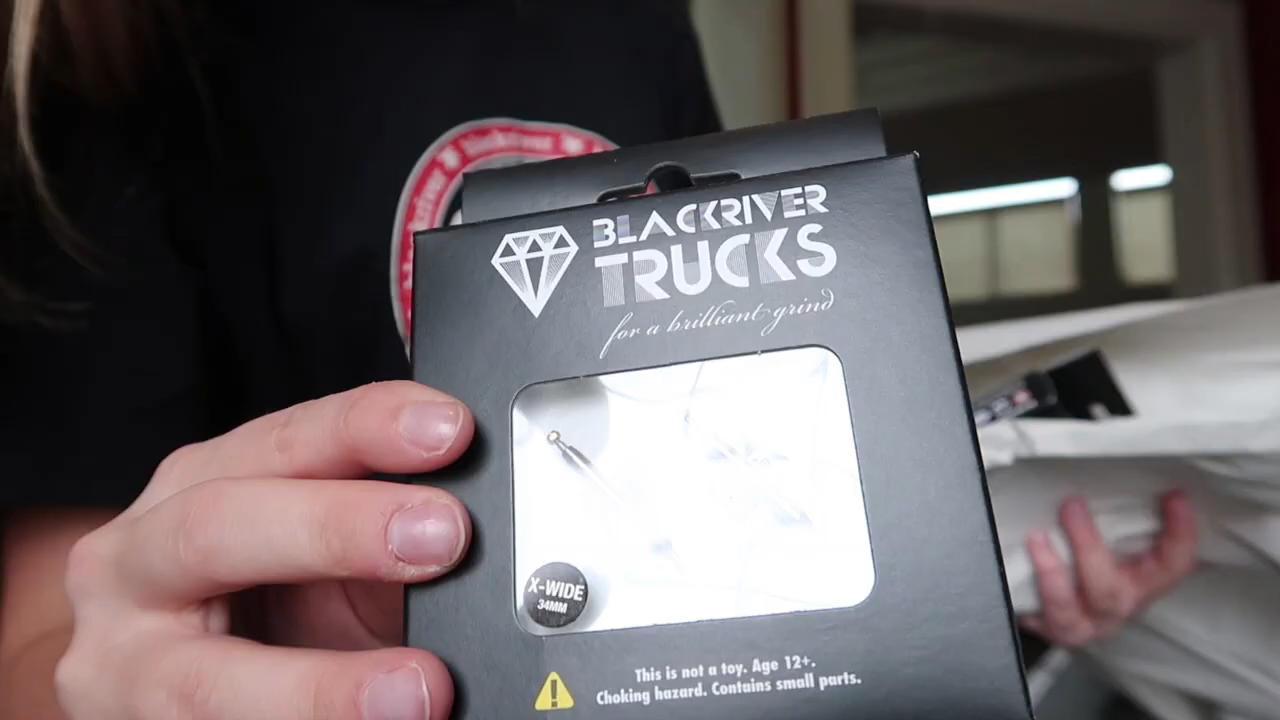 BLACKRIVER
TRUCKS
for a brilliant grind
X-WIDE
34MM
This is not a toy. Age 12+.
Choking hazard. Contains small parts.